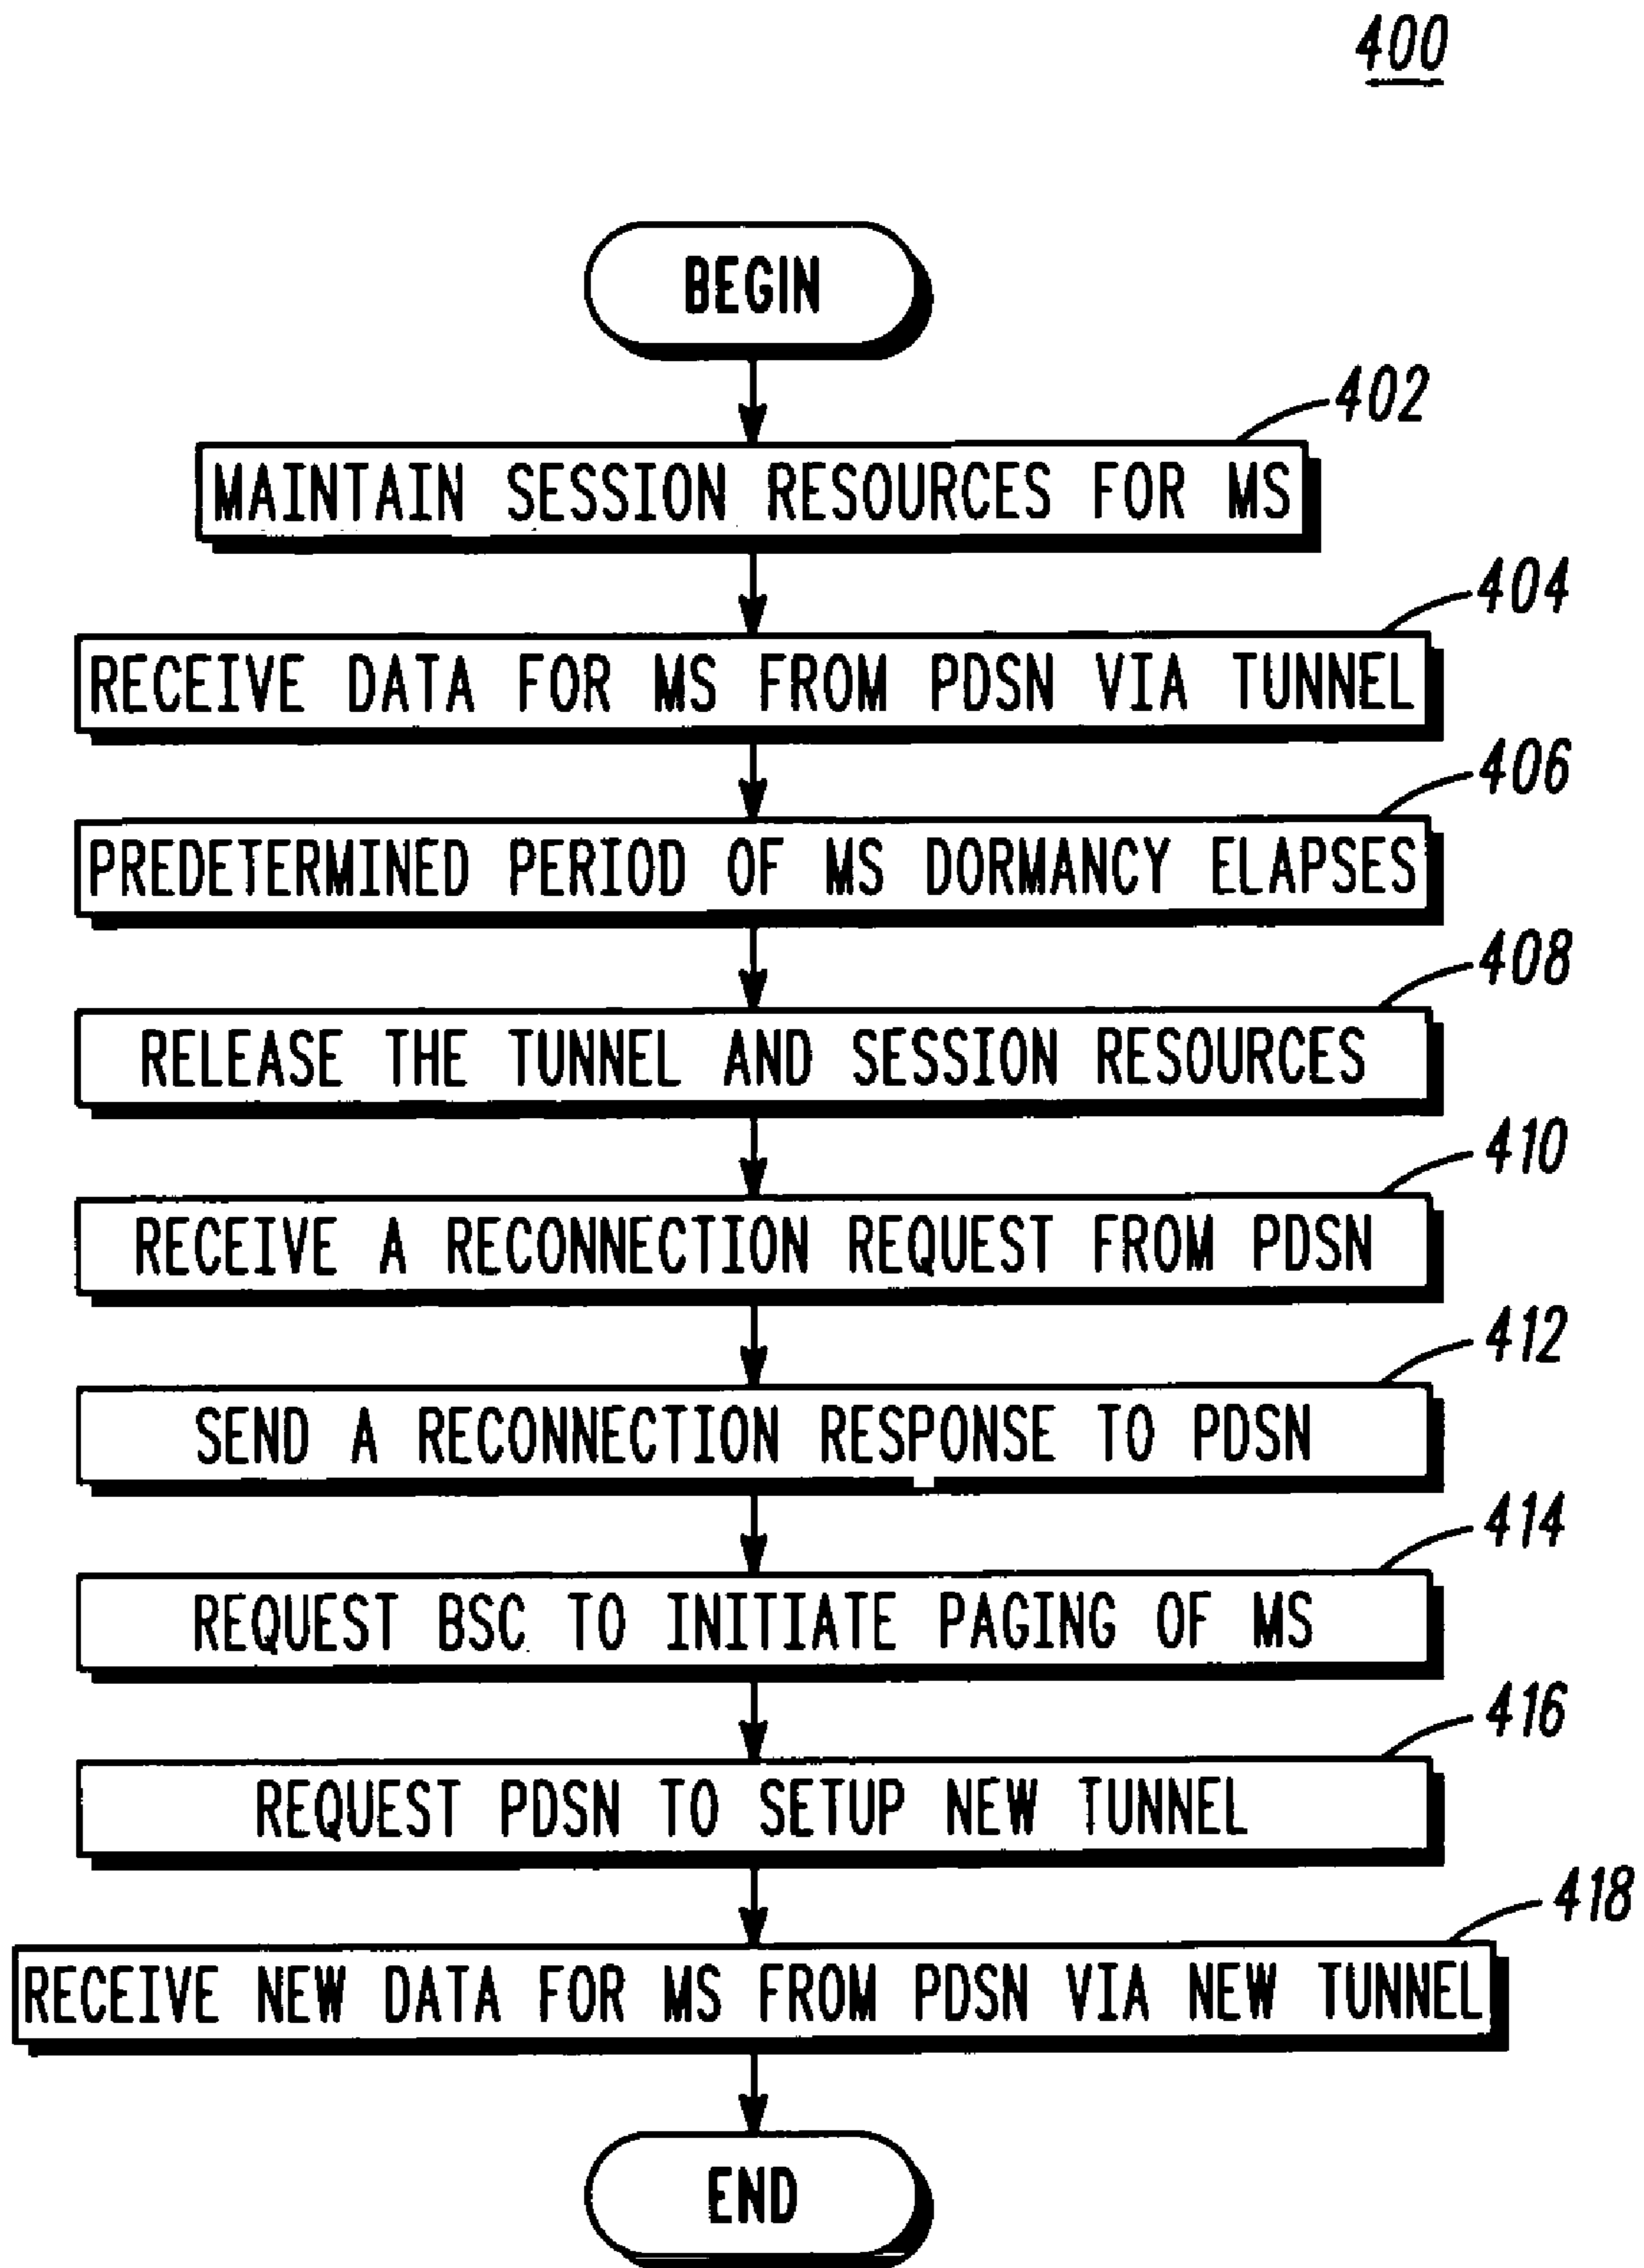 400
BEGIN
402
MAINTAIN SESSION RESOURCES FOR MS
404
RECEIVE DATA FOR MS FROM PDSN VIA TUNNEL
406
PREDETERMINED PERIOD OF MS DORMANCY ELAPSES
408
RELEASE THE TUNNEL AND SESSION RESOURCES
410
RECEIVE A RECONNECTION REQUEST FROM PDSN
412
SEND A RECONNECTION RESPONSE TO PDSN
414
REQUEST BSC TO INITIATE PAGING OF MS
416
REQUEST PDSN TO SETUP NEW TUNNEL
418
RECEIVE NEW DATA FOR MS FROM PDSN VIA NEW TUNNEL
END